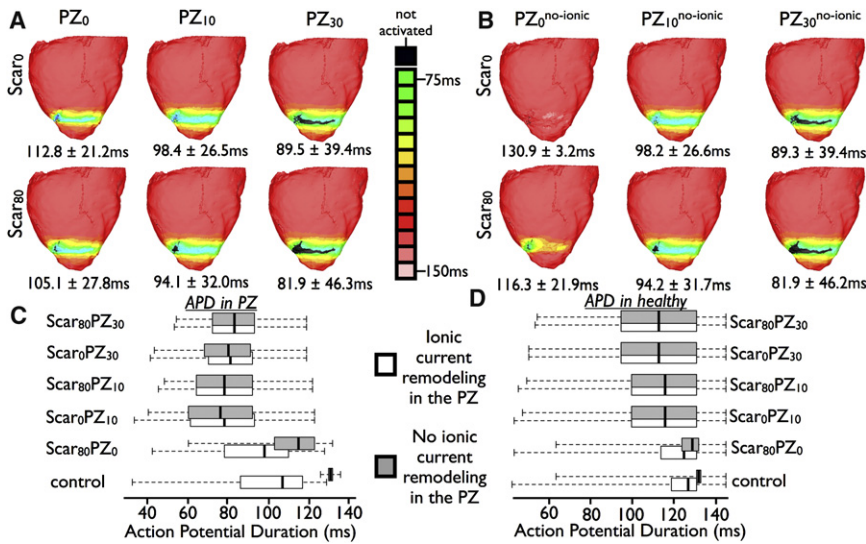 A
PZ0
PZ10
PZ30
not
activated
B
PZ0no-ionic
PZ10no-ionic
PZ30no-ionic
Scar0
75ms
112.8 ± 21.2ms
98.4 ± 26.5ms
89.5 ± 39.4ms
130.9 ± 3.2ms
98.2 ± 26.6ms
89.3 ± 39.4ms
Scar80
Scar80
150ms
105.1 ± 27.8ms
94.1 ± 32.0ms
81.9 ± 46.3ms
116.3 ± 21.9ms
94.2 ± 31.7ms
81.9 ± 46.2ms
C
APD in PZ
Scar80PZ30
Scar0PZ30
Scar80PZ10
Scar0PZ10
Scar80PZ0
control
40 60 80 100 120 140
Action Potential Duration (ms)
Ionic
current
remodeling
in the PZ
No ionic
current
remodeling
in the PZ
D
APD in healthy
Scar80PZ30
Scar0PZ30
Scar80PZ10
Scar0PZ10
Scar80PZ0
control
40 60 80 100 120 140
Action Potential Duration (ms)